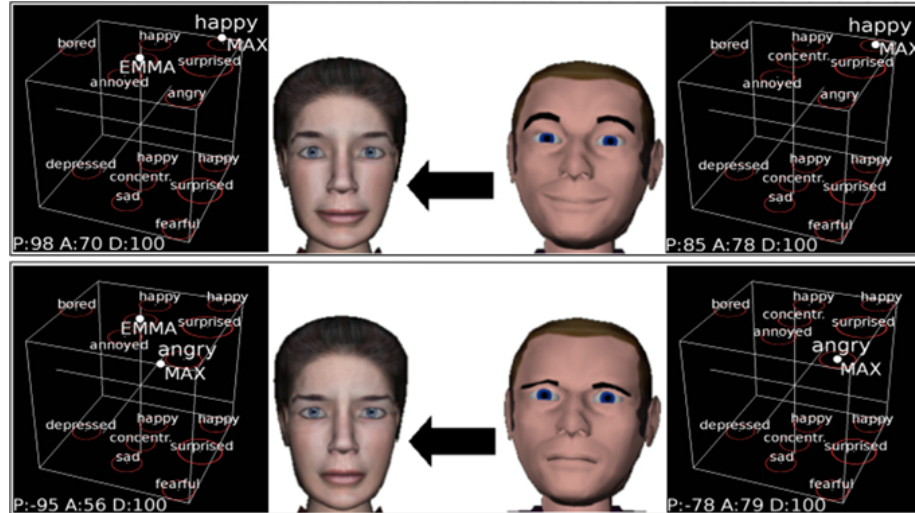 happy
bored
happy
MAX
EMMA
surprised
annoyed
angry
depressed
happy
happy
concentr.
surprised
sad
fearful
P:98 A:70 D:100
happy
bored
happy
MAX
concentr.
surprised
annoyed
angry
depressed
happy
happy
concentr.
surprised
sad
fearful
P:85 A:78 D:100
bored
happy
happy
EMMA
surprised
annoyed
angry
MAX
depressed
happy
happy
concentr.
surprised
sad
fearful
P:-95 A:56 D:100
bored
happy
happy
concentr.
surprised
annoyed
angry
MAX
depressed
happy
happy
concentr.
surprised
sad
fearful
P:-78 A:79 D:100